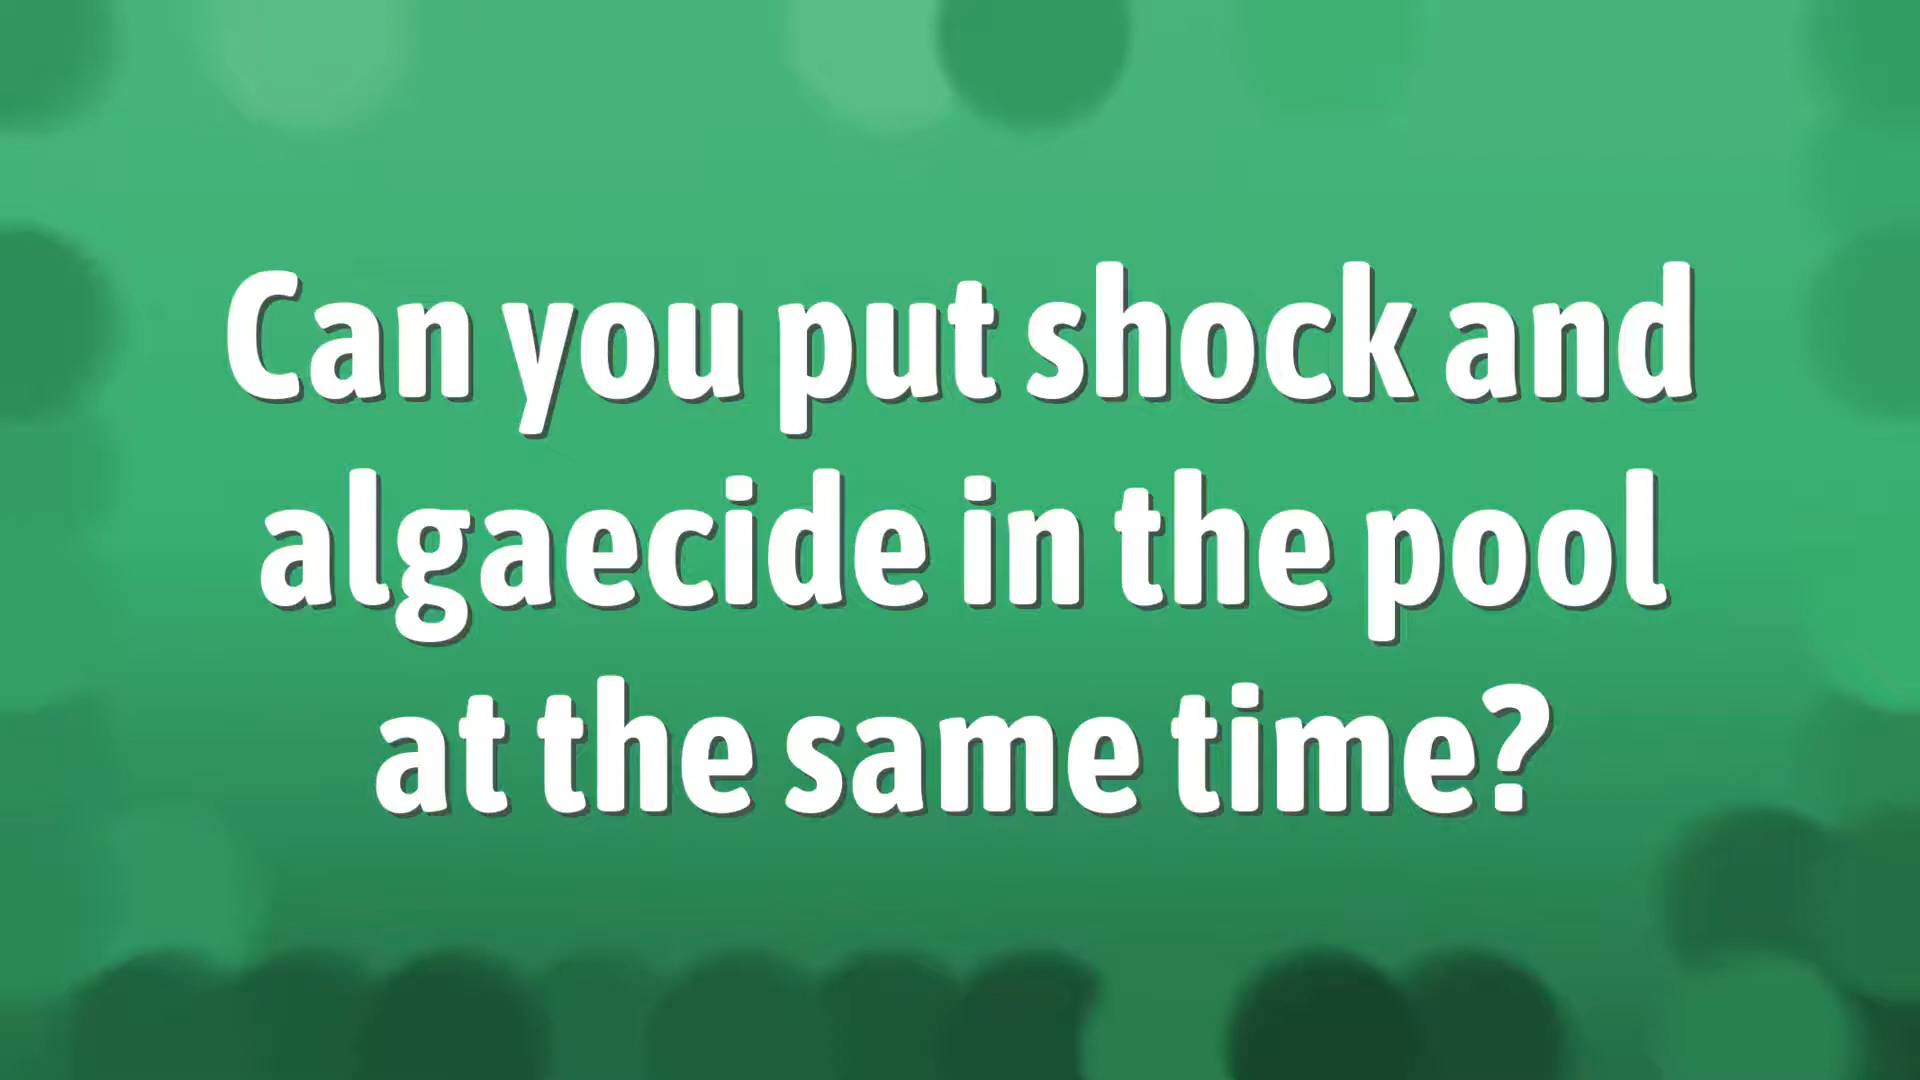 Can you put shock and
algaecide in the pool
at the same time?